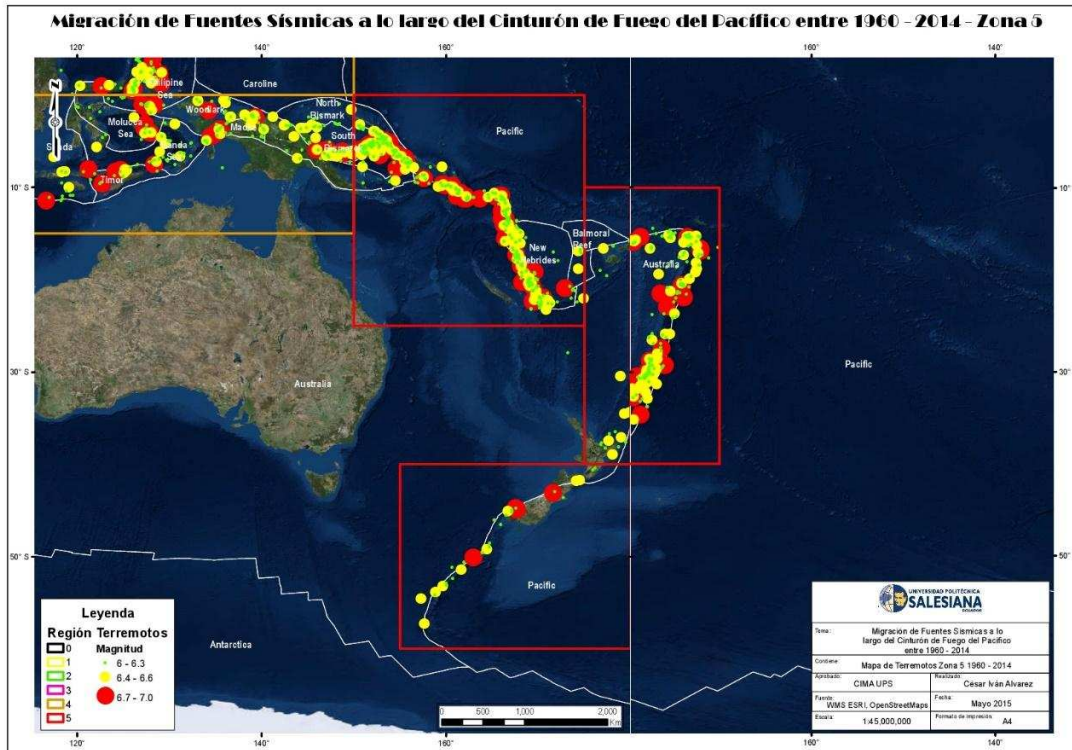 Migración de Fuentes Sísmicas a lo largo del Cinturón de Fuego del Pacífico entre 1960 - 2014 - Zona 5
120° 140° 160° 180° 160° 140°
Caroline
Sea
North
Bismark
Woodlark
Molucca
Sea
South
Pacific
Timor
10° S
10° S
Balmoral
Reef
New
Hebrides
Australia
30° S
30° S
Australia
Pacific
50° S
50° S
Pacific
Antarctica
Leyenda
Región Terremotos
Magnitud
0
1
2
3
4
5
6 - 6.3
6.4 - 6.6
6.7 - 7.0
0 500 1,000 2,000
Km
UNIVERSIDAD POLITÉCNICA
SALESIANA
ECUADOR
Tema: Migración de Fuentes Sísmicas a lo
largo del Cinturón de Fuego del Pacífico
entre 1960 - 2014
Contiene: Mapa de Terremotos Zona 5 1960 - 2014
Aprobado: CIMA UPS
Realizado: César Iván Alvarez
Fuente: WMS ESRI, OpenStreetMaps
Fecha: Mayo 2015
Escala: 1:45,000,000
Formato de Impresión: A4
120° 140° 160° 160° 140°